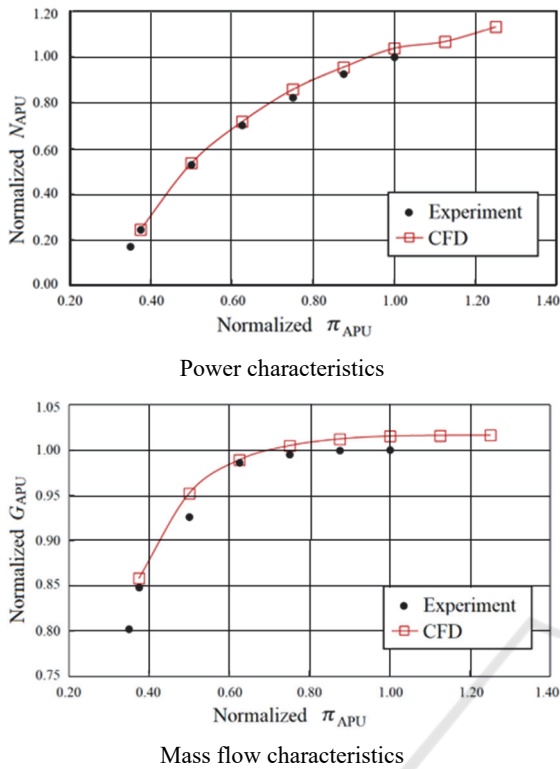 1.20
1.00
0.80
0.60
0.40
0.20
0.00
Normalized N_APU
Experiment
CFD
0.20 0.40 0.60 0.80 1.00 1.20 1.40
Normalized π_APU
Power characteristics
1.05
1.00
0.95
0.90
0.85
0.80
0.75
Normalized G_APU
Experiment
CFD
0.20 0.40 0.60 0.80 1.00 1.20 1.40
Normalized π_APU
Mass flow characteristics